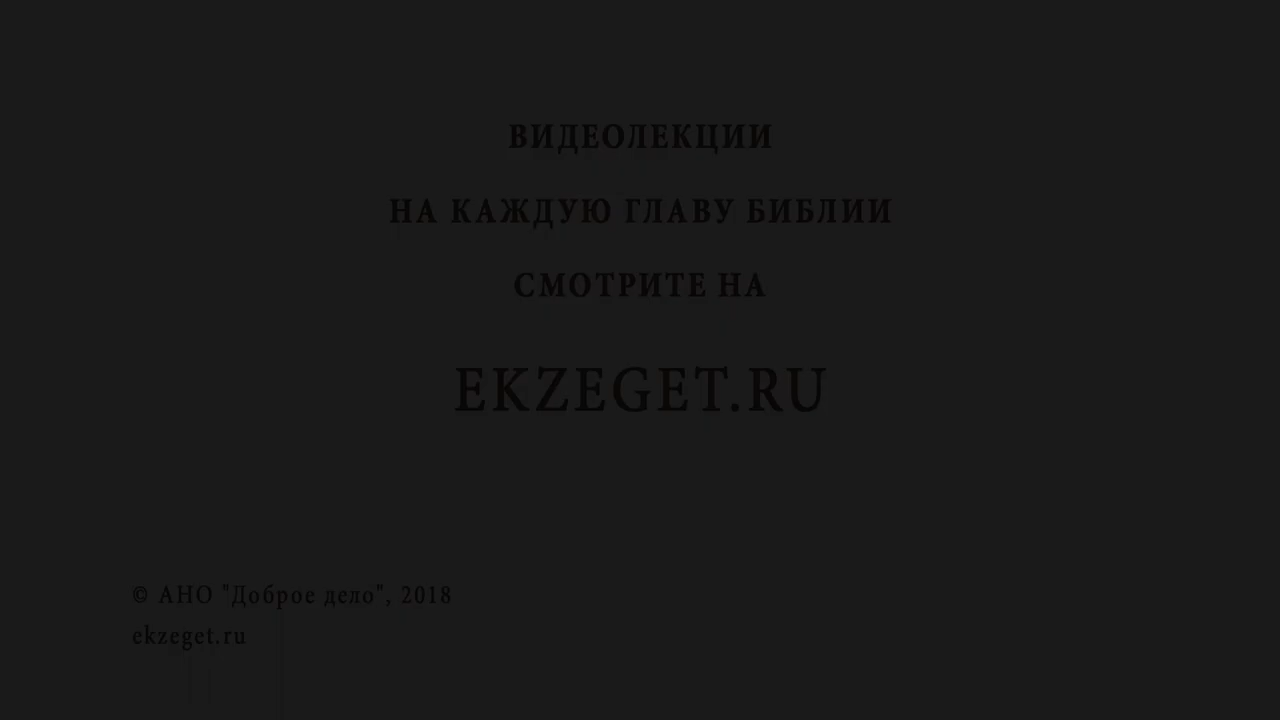 ВИДЕОЛЕКЦИИ
НА КАЖДУЮ ГЛАВУ БИБЛИИ
СМОТРИТЕ НА
EKZEGET.RU
© АНО "Доброе дело", 2018
ekzeget.ru